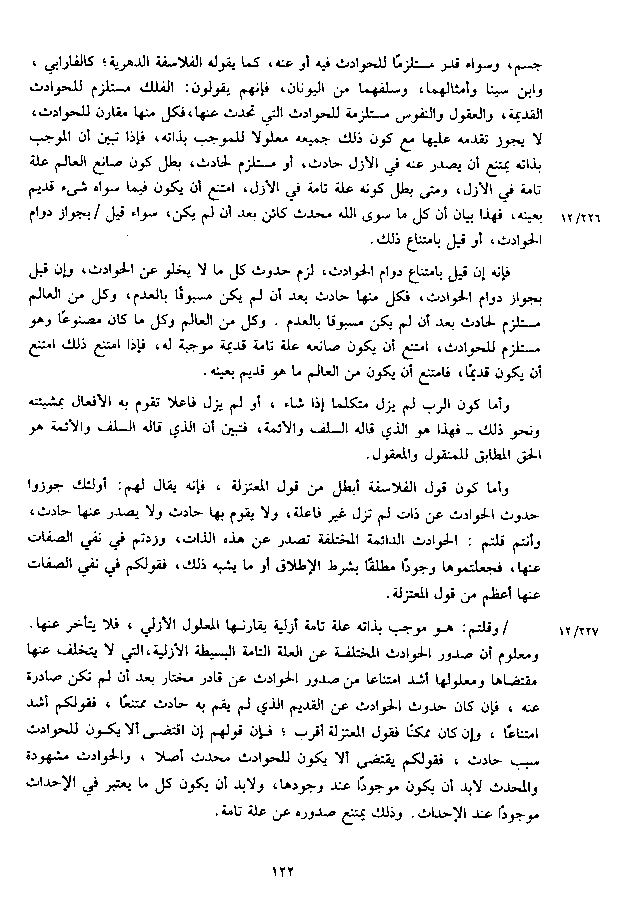 جسم، وسواء قدر مستلزمًا للحوادث فيه أو عنه، كما يقوله الفلاسفة الدهرية؛ كالفارابي ،
وابن سينا وأمثالهما، وسلفهما من اليونان، فإنهم يقولون: الفلك مستلزم للحوادث
القديمة، والعقول والنفوس مستلزمة للحوادث التي تحدث عنها،فكل منها مقارن للحوادث،
لا يجوز تقدمه عليها مع كون ذلك جميعه معلولا للموجب بذاته، فإذا تبين أن الموجب
بذاته يمتنع أن يصدر عنه في الأزل حادث، أو مستلزم لحادث، بطل كون صانع العالم علة
تامة في الأزل، ومتى بطل كونه علة تامة في الأزل، امتنع أن يكون فيما سواه شىء قديم
بعينه، فهذا بيان أن كل ما سوى الله محدث كائن بعد أن لم يكن، سواء قيل / بجواز دوام ١٢/٢٢٦
الحوادث، أو قيل بامتناع ذلك.
فإنه إن قيل بامتناع دوام الحوادث، لزم حدوث كل ما لا يخلو عن الحوادث، وإن قيل
بجواز دوام الحوادث، فكل منها حادث بعد أن لم يكن مسبوقًا بالعدم، وكل من العالم
مستلزم لحادث بعد أن لم يكن مسبوقا بالعدم . وكل من العالم وكل ما كان مصنوعًا وهو
مستلزم للحوادث، امتنع أن يكون صانعه علة تامة قديمة موجبة له، فإذا امتنع ذلك امتنع
أن يكون قديمًا، فامتنع أن يكون من العالم ما هو قديم بعينه.
وأما كون الرب لم يزل متكلما إذا شاء ، أو لم يزل فاعلا تقوم به الأفعال بمشيئته
ونحو ذلك ــ فهذا هو الذي قاله السلف والأئمة، فتبين أن الذي قاله السلف والأئمة هو
الحق المطابق للمنقول والمعقول.
وأما كون قول الفلاسفة أبطل من قول المعتزلة ، فإنه يقال لهم: أولئك جوزوا
حدوث الحوادث عن ذات لم تزل غير فاعلة، ولا يقوم بها حادث ولا يصدر عنها حادث،
وأنتم قلتم : الحوادث الدائمة المختلفة تصدر عن هذه الذات، وزدتم في نفي الصفات
عنها، فجعلتموها وجودًا مطلقًا بشرط الإطلاق أو ما يشبه ذلك، فقولكم في نفي الصفات
عنها أعظم من قول المعتزلة.
/ وقلتم: هو موجب بذاته علة تامة أزلية يقارنها المعلول الأزلي ، فلا يتأخر عنها. ١٢/٢٢٧
ومعلوم أن صدور الحوادث المختلفة عن العلة التامة البسيطة الأزلية،التي لا يتخلف عنها
مقتضاها ومعلولها أشد امتناعا من صدور الحوادث عن قادر مختار بعد أن لم تكن صادرة
عنه ، فإن كان حدوث الحوادث عن القديم الذي لم يقم به حادث ممتنعًا ، فقولكم أشد
امتناعًا ، وإن كان ممكنًا فقول المعتزلة أقرب ؛ فإن قولهم إن اقتضى ألا يكون للحوادث
سبب حادث ، فقولكم يقتضى ألا يكون للحوادث محدث أصلا ، والحوادث مشهودة
والمحدث لابد أن يكون موجودًا عند وجودها، ولابد أن يكون كل ما يعتبر في الإحداث
موجودًا عند الإحداث. وذلك يمتنع صدوره عن علة تامة.
١٢٢